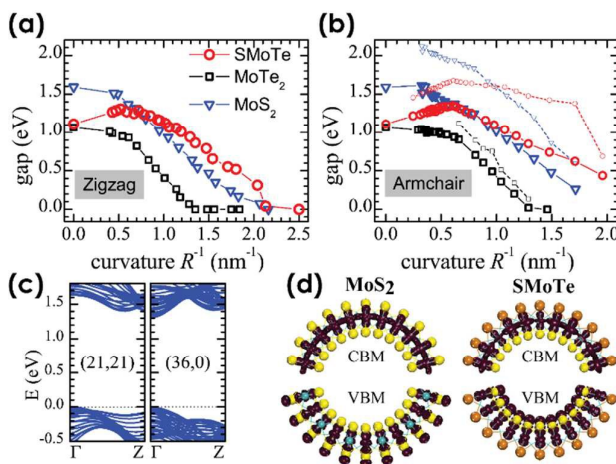 (a)
(b)
SMoTe
MoTe2
MoS2
2.0
1.5
1.0
0.5
0.0
gap (eV)
Zigzag
0.0 0.5 1.0 1.5 2.0 2.5
curvature R⁻¹ (nm⁻¹)
2.0
1.5
1.0
0.5
0.0
gap (eV)
Armchair
0.0 0.5 1.0 1.5 2.0
curvature R⁻¹ (nm⁻¹)
(c)
1.5
1.0
0.5
0.0
-0.5
E (eV)
(21,21)
(36,0)
Γ Z Γ Z
(d)
MoS2
SMoTe
CBM
CBM
VBM
VBM